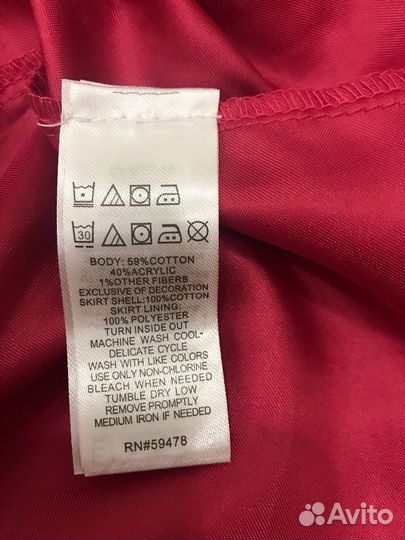 30
BODY: 59%COTTON
40%ACRYLIC
1%OTHER FIBERS
EXCLUSIVE OF DECORATION
SKIRT SHELL:100%COTTON
SKIRT LINING:
100% POLYESTER
TURN INSIDE OUT
MACHINE WASH COOL-
DELICATE CYCLE
WASH WITH LIKE COLORS
USE ONLY NON-CHLORINE
BLEACH WHEN NEEDED
TUMBLE DRY LOW
REMOVE PROMPTLY
MEDIUM IRON IF NEEDED
RN#59478
Avito